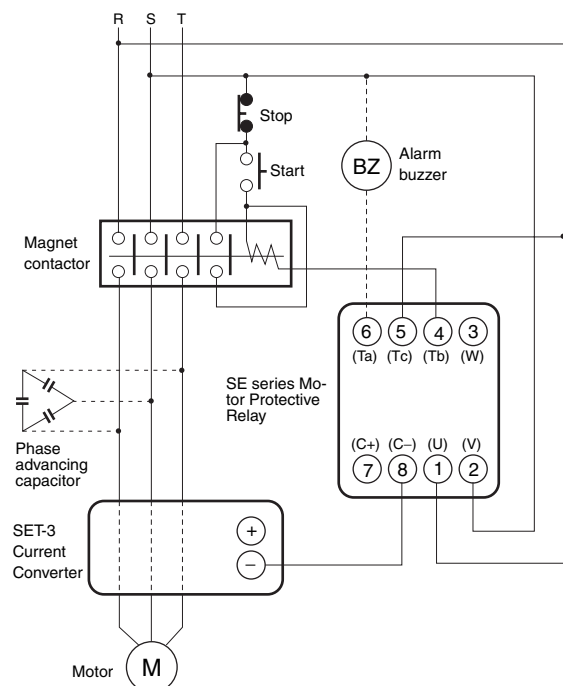 R S T
Stop
Start
BZ
Alarm
buzzer
Magnet
contactor
6 5 4 3
(Ta) (Tc) (Tb) (W)
SE series Mo-
tor Protective
Relay
(C+) (C−) (U) (V)
7 8 1 2
Phase
advancing
capacitor
SET-3
Current
Converter
+
−
Motor
M